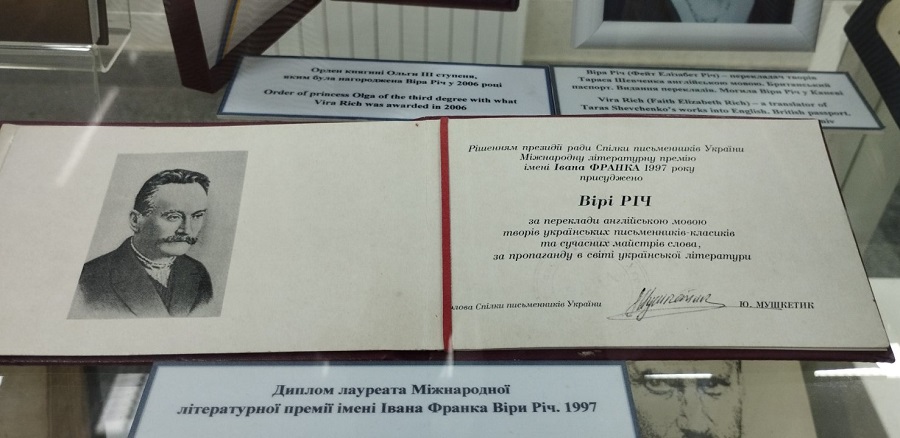 Орден княгині Ольги III ступеня,
яким була нагороджена Віра Річ у 2006 році
Order of princess Olga of the third degree with what
Vira Rich was awarded in 2006
Віра Річ (Фейт Елізабет Річ) – перекладач творів
Тараса Шевченка англійською мовою. Британський
паспорт. Видання перекладів. Могила Віри Річ у Каневі
Vira Rich (Faith Elizabeth Rich) – a translator of
Taras Shevchenko's works into English. British passport.
Рішенням президії ради Спілки письменників України
Міжнародну літературну премію
імені Івана ФРАНКА 1997 року
присуджено
Вірі РІЧ
за переклади англійською мовою
творів українських письменників-класиків
та сучасних майстрів слова,
за пропаганду в світі української літератури
лова Спілки письменників України
Ю. МУШКЕТИК
Диплом лауреата Міжнародної
літературної премії імені Івана Франка Віри Річ. 1997